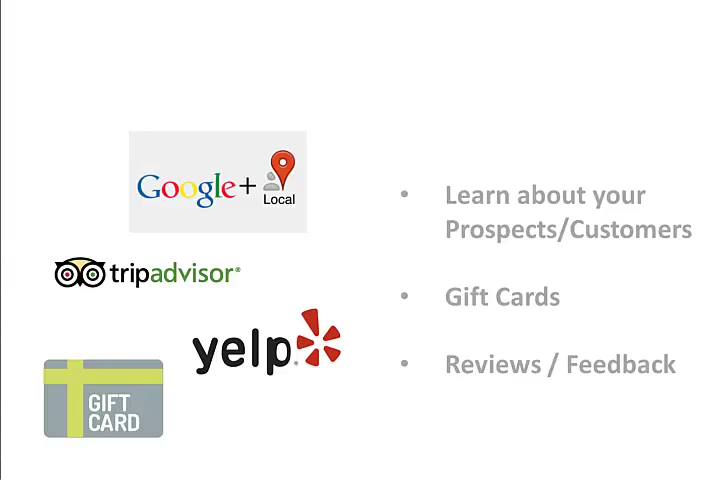 Google+ Local
tripadvisor®
yelp
GIFT
CARD
• Learn about your
Prospects/Customers
• Gift Cards
• Reviews / Feedback